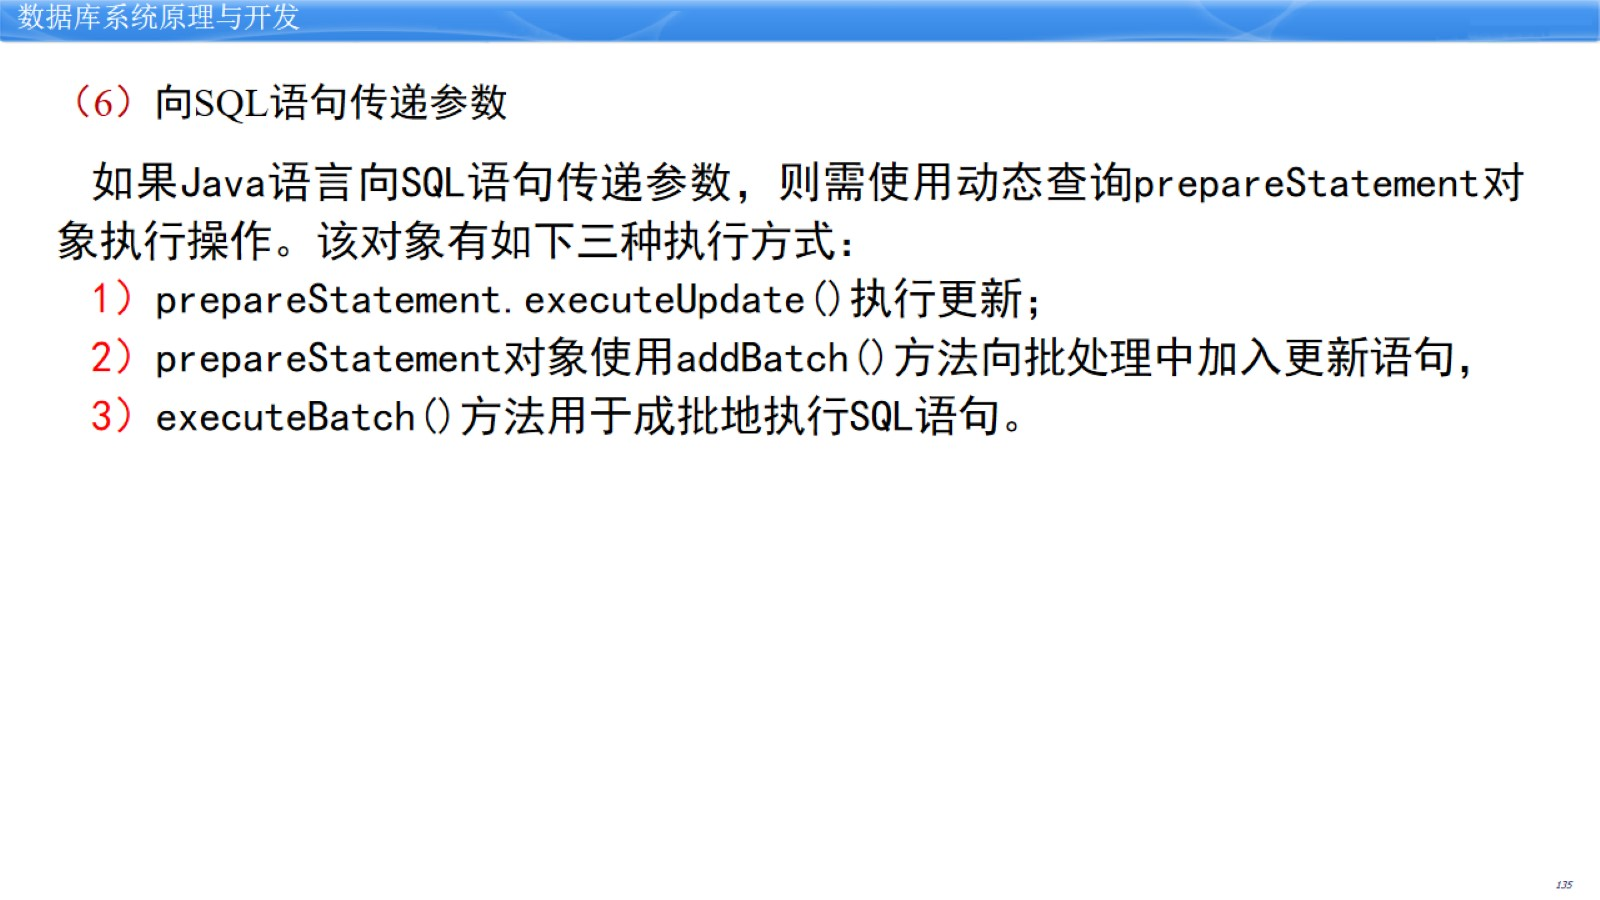 数据库系统原理与开发
（6）向SQL语句传递参数
如果Java语言向SQL语句传递参数，则需使用动态查询prepareStatement对
象执行操作。该对象有如下三种执行方式：
1）prepareStatement.executeUpdate()执行更新；
2）prepareStatement对象使用addBatch()方法向批处理中加入更新语句，
3）executeBatch()方法用于成批地执行SQL语句。
135